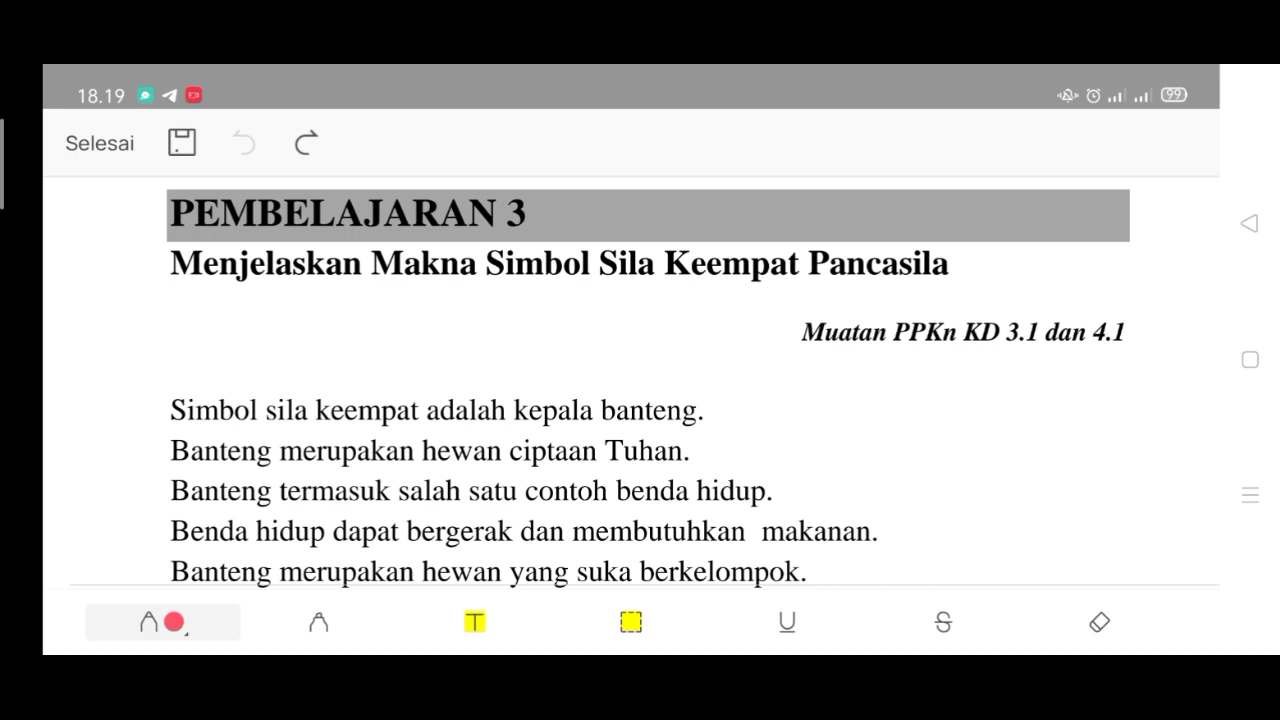 18.19
99
Selesai
PEMBELAJARAN 3
Menjelaskan Makna Simbol Sila Keempat Pancasila
Muatan PPKn KD 3.1 dan 4.1
Simbol sila keempat adalah kepala banteng.
Banteng merupakan hewan ciptaan Tuhan.
Banteng termasuk salah satu contoh benda hidup.
Benda hidup dapat bergerak dan membutuhkan  makanan.
Banteng merupakan hewan yang suka berkelompok.
T U S